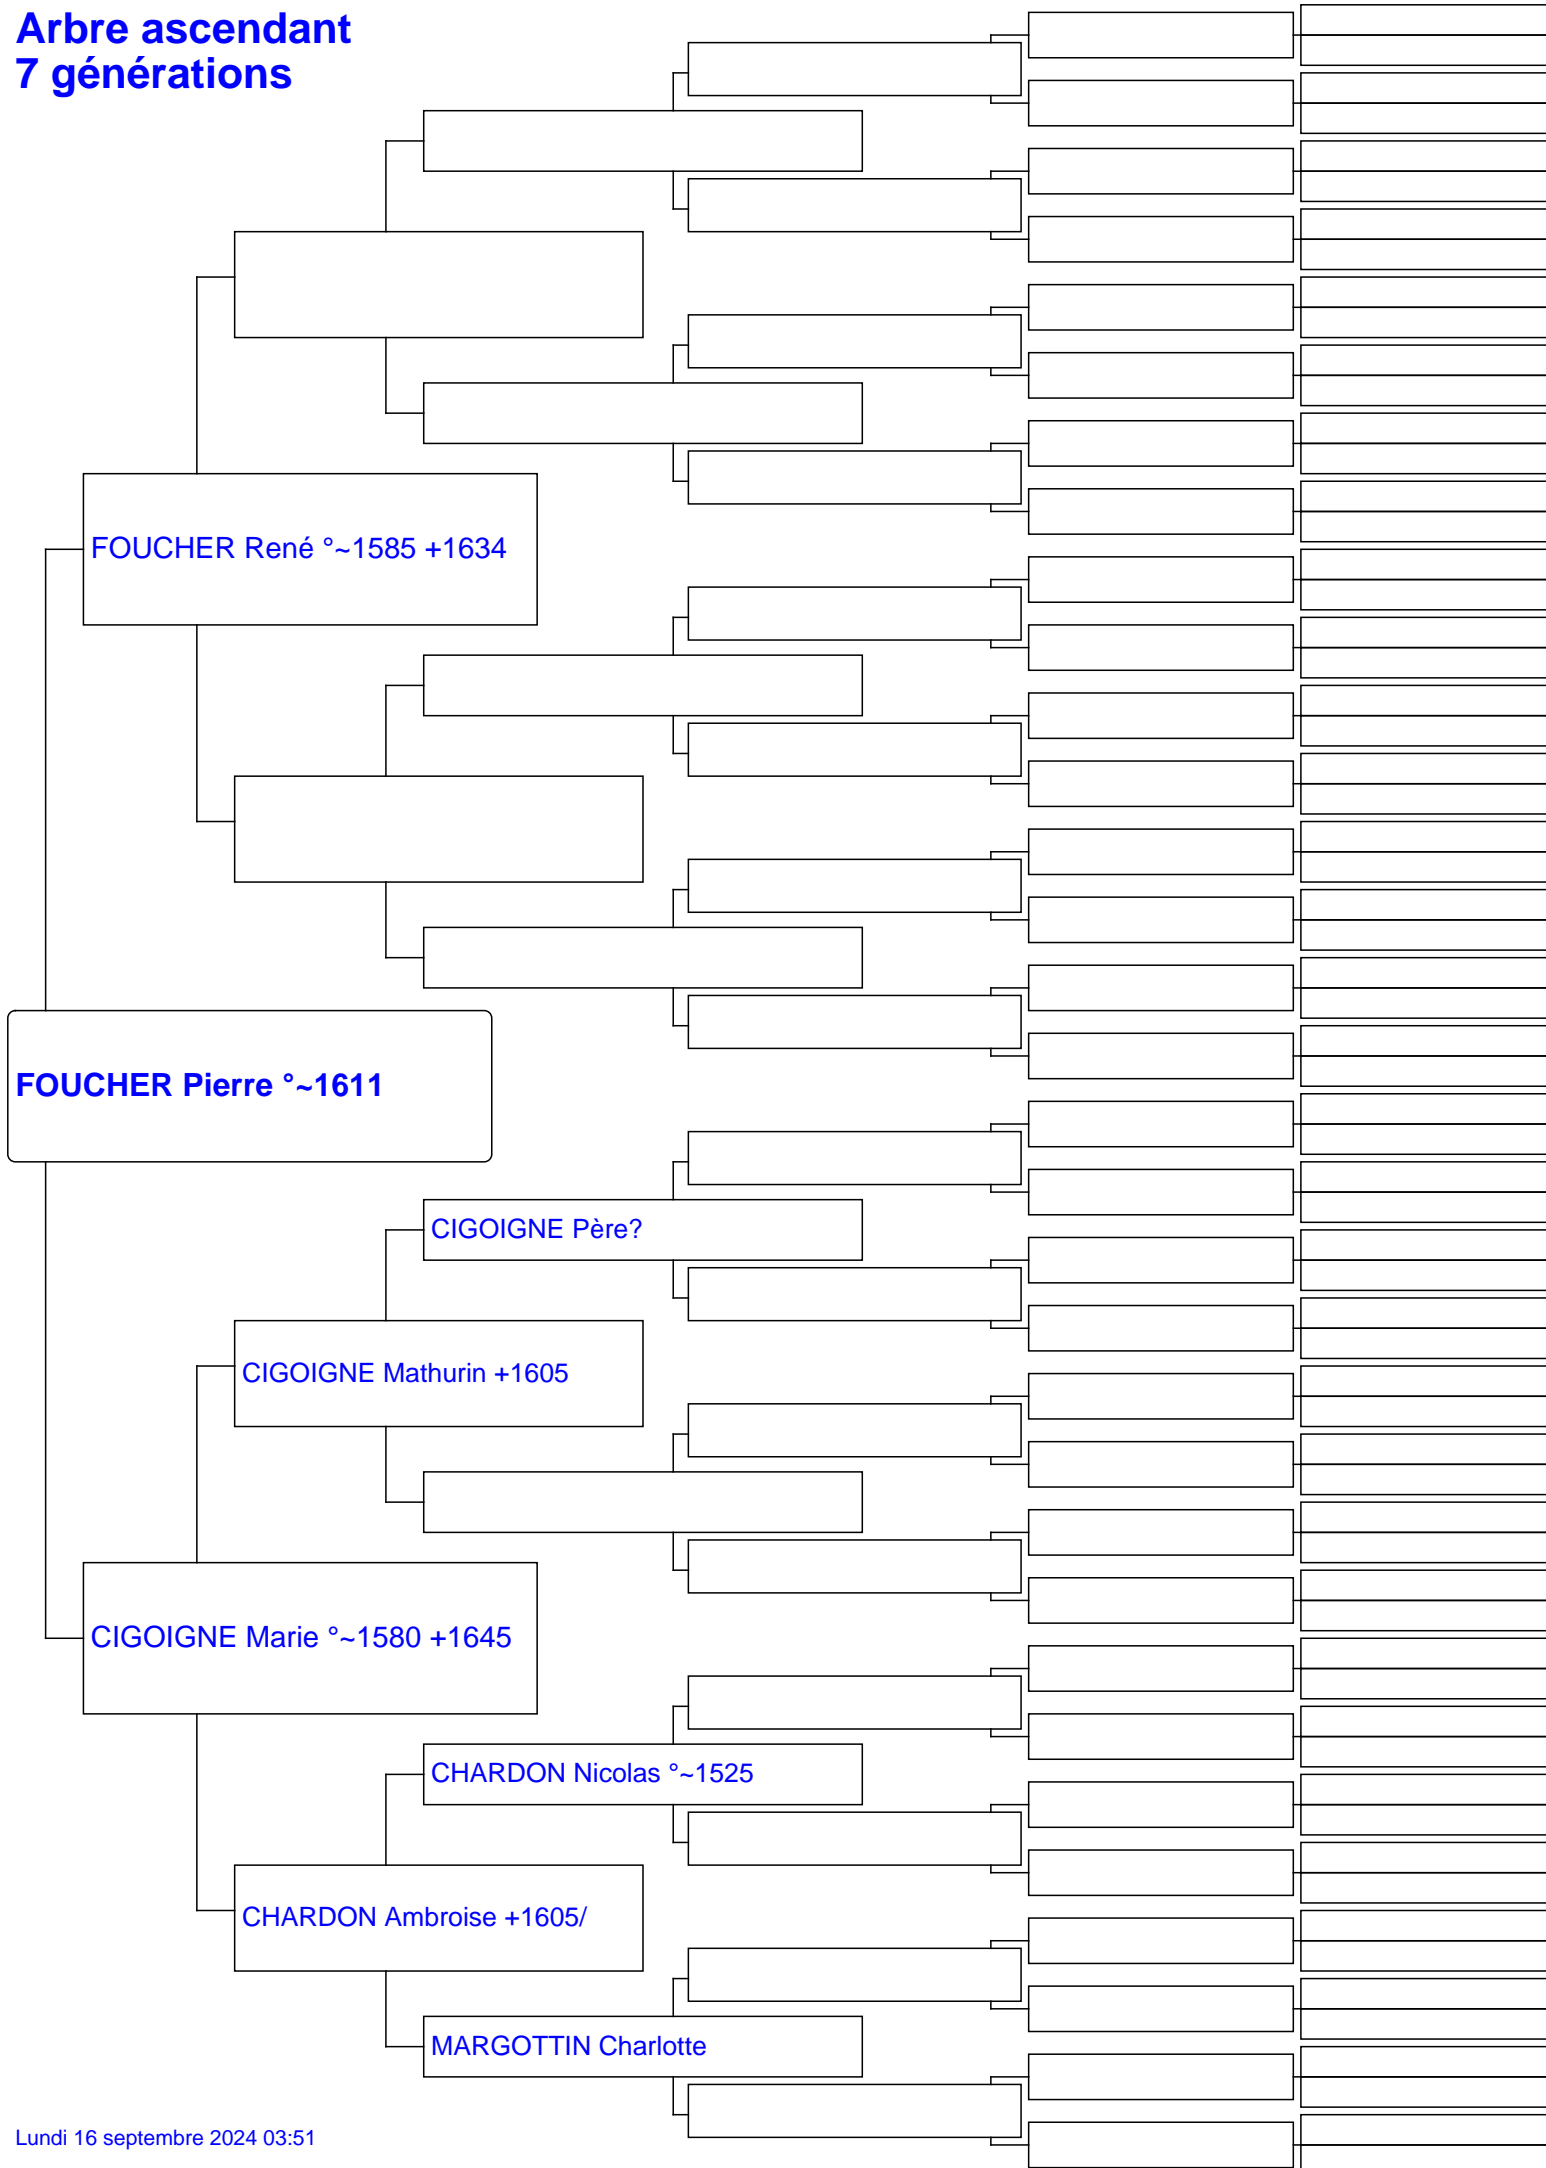 Arbre ascendant
7 générations
FOUCHER René °~1585 +1634
FOUCHER Pierre °~1611
CIGOIGNE Père?
CIGOIGNE Mathurin +1605
CIGOIGNE Marie °~1580 +1645
CHARDON Nicolas °~1525
CHARDON Ambroise +1605/
MARGOTTIN Charlotte
Lundi 16 septembre 2024 03:51